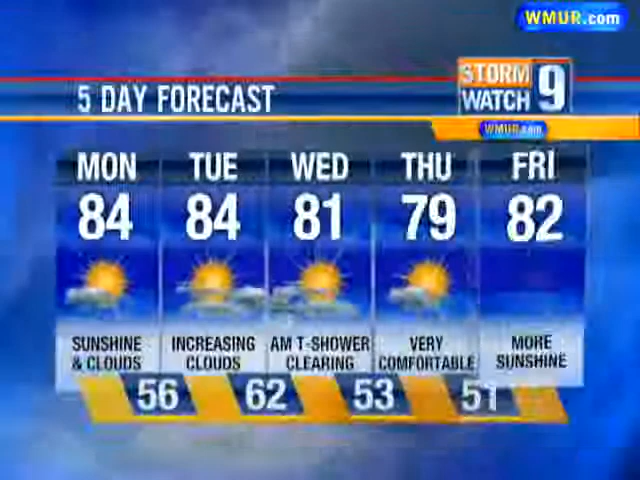 WMUR.com
5 DAY FORECAST
STORM
WATCH 9
WMUR.com
MON TUE WED THU FRI
84 84 81 79 82
SUNSHINE & CLOUDS
INCREASING CLOUDS
AM T-SHOWER CLEARING
VERY COMFORTABLE
MORE SUNSHINE
56 62 53 51